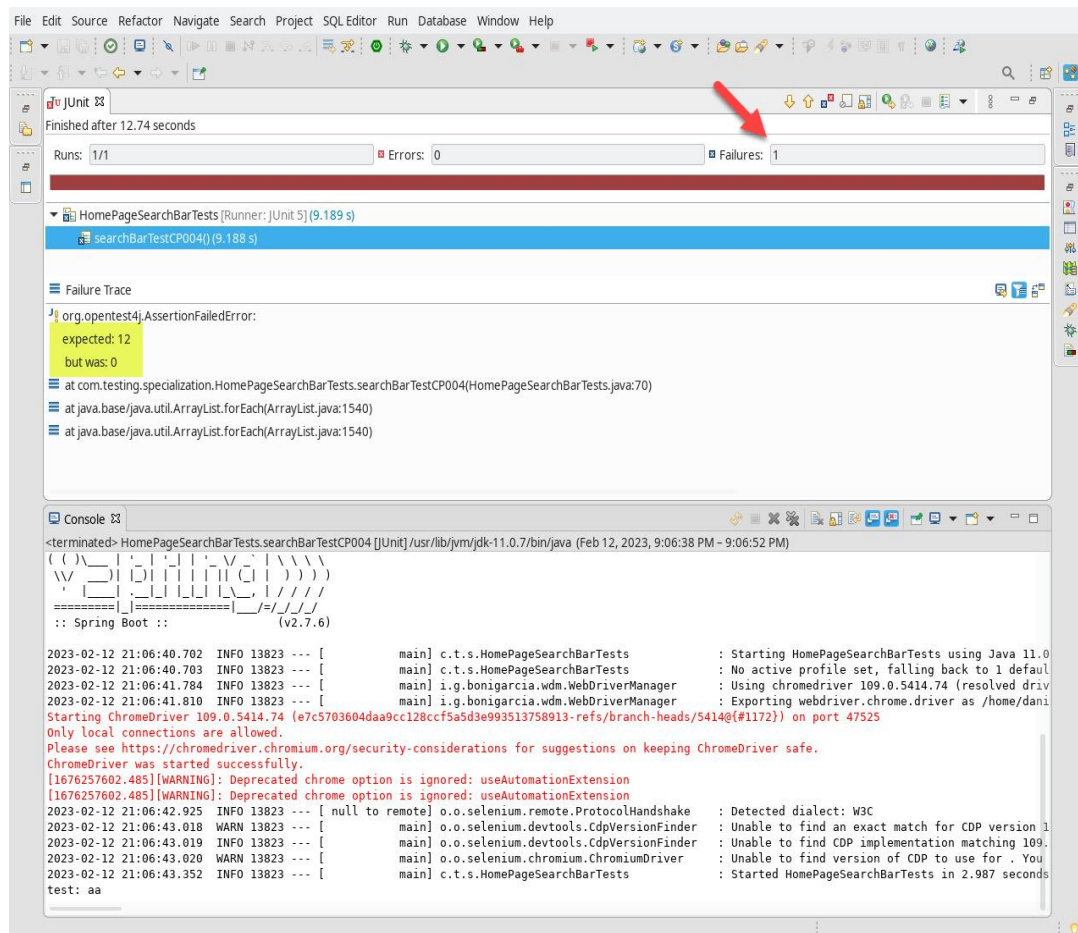 File Edit Source Refactor Navigate Search Project SQL Editor Run Database Window Help
JUnit
Finished after 12.74 seconds
Runs: 1/1 Errors: 0 Failures: 1
HomePageSearchBarTests [Runner: JUnit 5] (9.189 s)
searchBarTestCP004() (9.188 s)
Failure Trace
org.opentest4j.AssertionFailedError:
expected: 12
but was: 0
at com.testing.specialization.HomePageSearchBarTests.searchBarTestCP004(HomePageSearchBarTests.java:70)
at java.base/java.util.ArrayList.forEach(ArrayList.java:1540)
at java.base/java.util.ArrayList.forEach(ArrayList.java:1540)
Console
<terminated> HomePageSearchBarTests.searchBarTestCP004 [JUnit] /usr/lib/jvm/jdk-11.0.7/bin/java (Feb 12, 2023, 9:06:38 PM – 9:06:52 PM)
( ( )\___ | '_ | '_| | '_ \/ _` | \ \ \ \
 \\/  ___)| |_)| | | | | || (_| |  ) ) ) )
  '  |____| .__|_| |_|_| |_\__, | / / / /
 =========|_|==============|___/=/_/_/_/
:: Spring Boot :: (v2.7.6)
2023-02-12 21:06:40.702 INFO 13823 --- [ main] c.t.s.HomePageSearchBarTests : Starting HomePageSearchBarTests using Java 11.0
2023-02-12 21:06:40.703 INFO 13823 --- [ main] c.t.s.HomePageSearchBarTests : No active profile set, falling back to 1 defaul
2023-02-12 21:06:41.784 INFO 13823 --- [ main] i.g.bonigarcia.wdm.WebDriverManager : Using chromedriver 109.0.5414.74 (resolved driv
2023-02-12 21:06:41.810 INFO 13823 --- [ main] i.g.bonigarcia.wdm.WebDriverManager : Exporting webdriver.chrome.driver as /home/dani
Starting ChromeDriver 109.0.5414.74 (e7c5703604daa9cc128ccf5a5d3e993513758913-refs/branch-heads/5414@{#1172}) on port 47525
Only local connections are allowed.
Please see https://chromedriver.chromium.org/security-considerations for suggestions on keeping ChromeDriver safe.
ChromeDriver was started successfully.
[1676257602.485][WARNING]: Deprecated chrome option is ignored: useAutomationExtension
[1676257602.485][WARNING]: Deprecated chrome option is ignored: useAutomationExtension
2023-02-12 21:06:42.925 INFO 13823 --- [ null to remote] o.o.selenium.remote.ProtocolHandshake : Detected dialect: W3C
2023-02-12 21:06:43.018 WARN 13823 --- [ main] o.o.selenium.devtools.CdpVersionFinder : Unable to find an exact match for CDP version 1
2023-02-12 21:06:43.019 INFO 13823 --- [ main] o.o.selenium.devtools.CdpVersionFinder : Unable to find CDP implementation matching 109.
2023-02-12 21:06:43.020 WARN 13823 --- [ main] o.o.selenium.chromium.ChromiumDriver : Unable to find version of CDP to use for . You
2023-02-12 21:06:43.352 INFO 13823 --- [ main] c.t.s.HomePageSearchBarTests : Started HomePageSearchBarTests in 2.987 seconds
test: aa